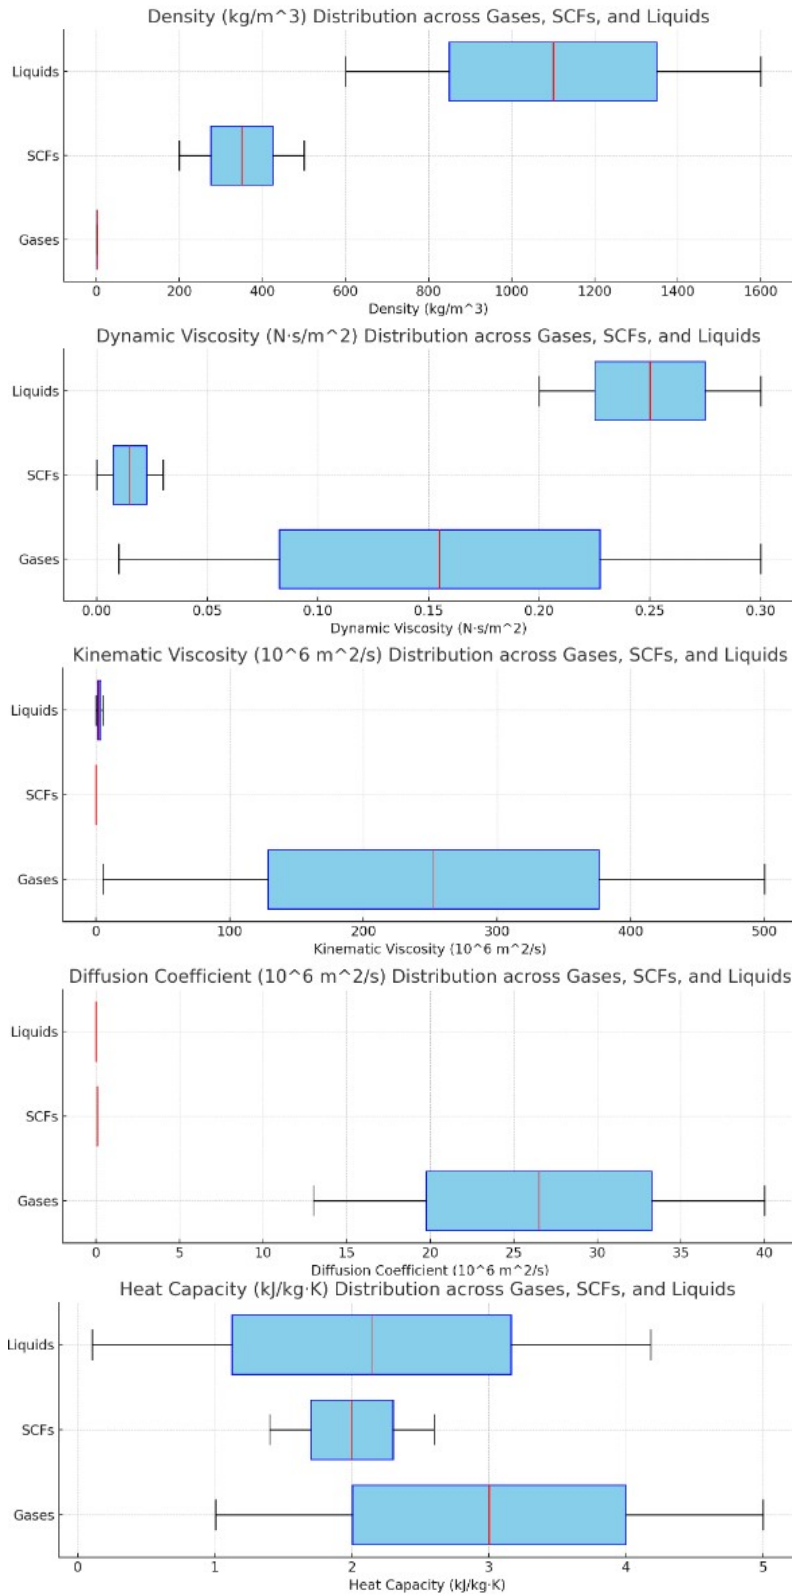 Density (kg/m^3) Distribution across Gases, SCFs, and Liquids
Liquids
SCFs
Gases
0 200 400 600 800 1000 1200 1400 1600
Density (kg/m^3)
Dynamic Viscosity (N·s/m^2) Distribution across Gases, SCFs, and Liquids
Liquids
SCFs
Gases
0.00 0.05 0.10 0.15 0.20 0.25 0.30
Dynamic Viscosity (N·s/m^2)
Kinematic Viscosity (10^6 m^2/s) Distribution across Gases, SCFs, and Liquids
Liquids
SCFs
Gases
0 100 200 300 400 500
Kinematic Viscosity (10^6 m^2/s)
Diffusion Coefficient (10^6 m^2/s) Distribution across Gases, SCFs, and Liquids
Liquids
SCFs
Gases
0 5 10 15 20 25 30 35 40
Diffusion Coefficient (10^6 m^2/s)
Heat Capacity (kJ/kg·K) Distribution across Gases, SCFs, and Liquids
Liquids
SCFs
Gases
0 1 2 3 4 5
Heat Capacity (kJ/kg·K)